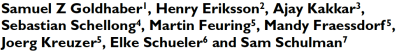 Samuel Z Goldhaber¹, Henry Eriksson², Ajay Kakkar³,
Sebastian Schellong⁴, Martin Feuring⁵, Mandy Fraessdorf⁵,
Joerg Kreuzer⁵, Elke Schueler⁶ and Sam Schulman⁷